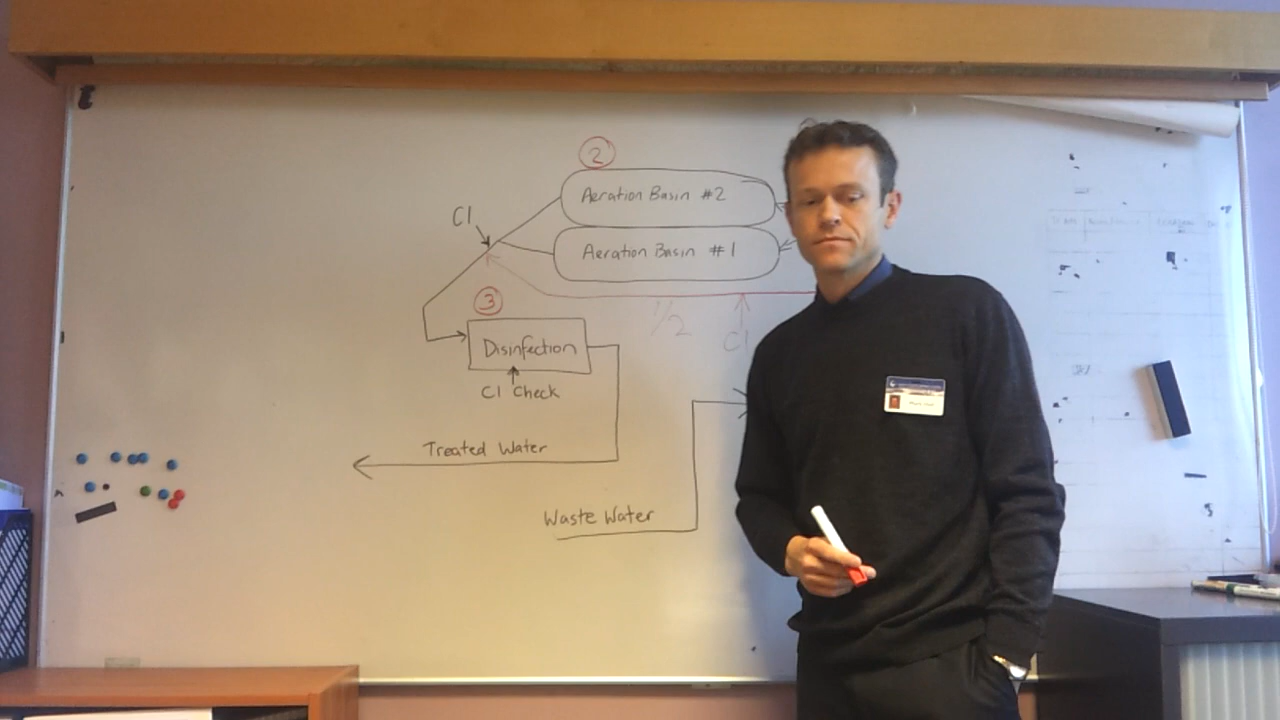 2
Aeration Basin #2
Cl
Aeration Basin #1
3
1/2
Cl
Disinfection
Cl Check
Treated Water
Waste Water